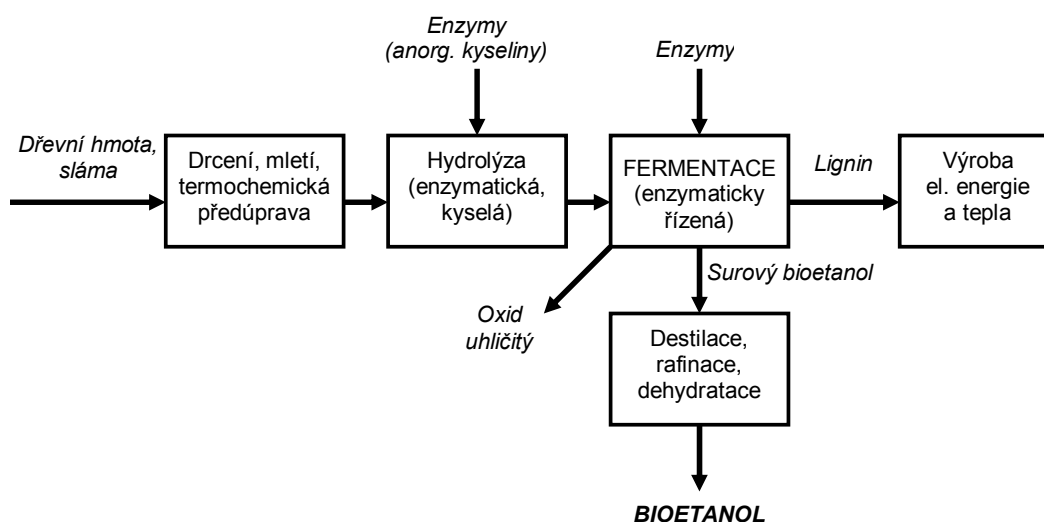 Enzymy
(anorg. kyseliny)
Enzymy
Dřevní hmota,
sláma
Drcení, mletí,
termochemická
předúprava
Hydrolýza
(enzymatická,
kyselá)
FERMENTACE
(enzymaticky
řízená)
Lignin
Výroba
el. energie
a tepla
Surový bioetanol
Oxid
uhličitý
Destilace,
rafinace,
dehydratace
BIOETANOL